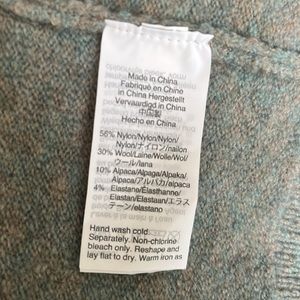 Made in China
Fabriqué en Chine
in China Hergestellt
Vervaardigd in China
中国製
Hecho en China
56% Nylon/Nylon/Nylon/
Nylon/ナイロン/nailon
30% Wool/Laine/Wolle/Wol/
ウール/lana
10% Alpaca/Alpaga/Alpaka/
Alpaca/アルパカ/alpaca
4% Elastane/Élasthanne/
Elastan/Elastaan/エラス
テーン/elastano
Hand wash cold.
Separately. Non-chlorine
bleach only. Reshape and
lay flat to dry. Warm iron as